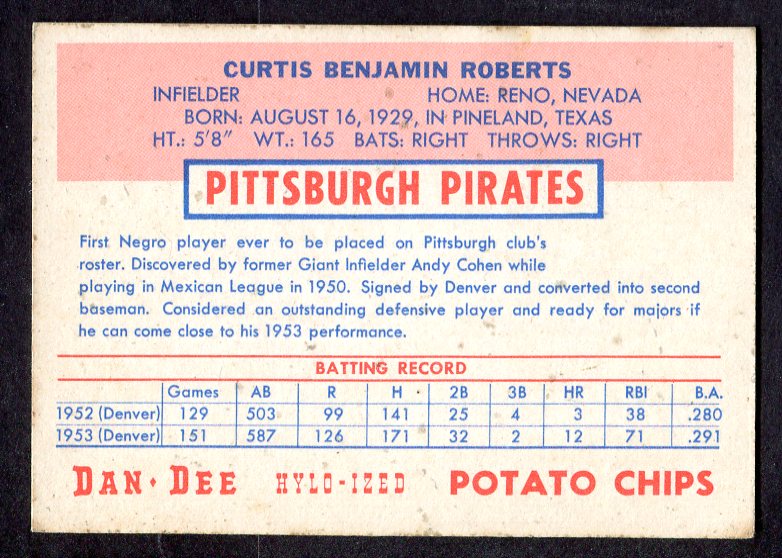 CURTIS BENJAMIN ROBERTS
INFIELDER HOME: RENO, NEVADA
BORN: AUGUST 16, 1929, IN PINELAND, TEXAS
HT.: 5'8" WT.: 165 BATS: RIGHT THROWS: RIGHT
PITTSBURGH PIRATES
First Negro player ever to be placed on Pittsburgh club's
roster. Discovered by former Giant Infielder Andy Cohen while
playing in Mexican League in 1950. Signed by Denver and converted into second
baseman. Considered an outstanding defensive player and ready for majors if
he can come close to his 1953 performance.
BATTING RECORD
Games AB R H 2B 3B HR RBI B.A.
1952 (Denver) 129 503 99 141 25 4 3 38 .280
1953 (Denver) 151 587 126 171 32 2 12 71 .291
DAN·DEE HYLO-IZED POTATO CHIPS